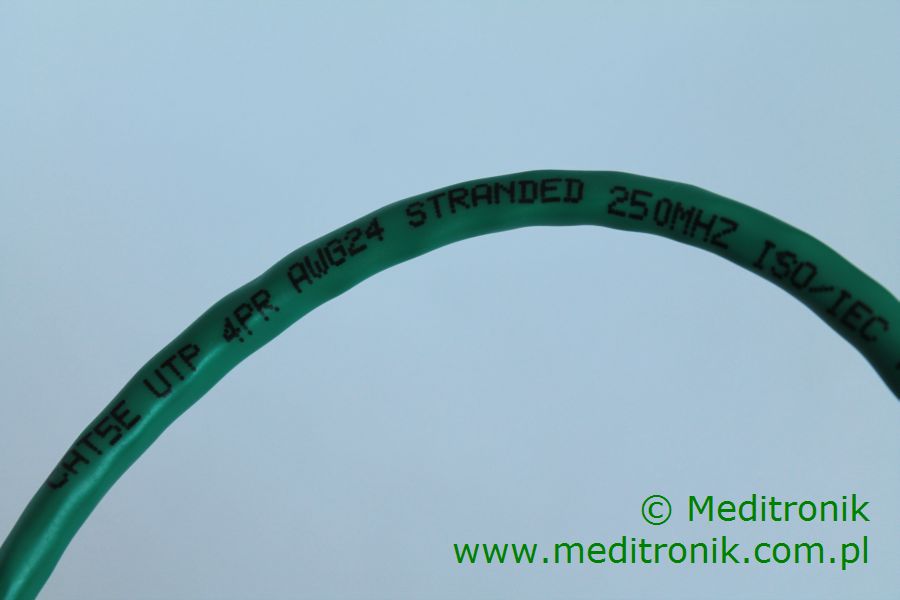 CAT5E UTP 4PR AWG24 STRANDED 250MHZ ISO/IEC
© Meditronik
www.meditronik.com.pl